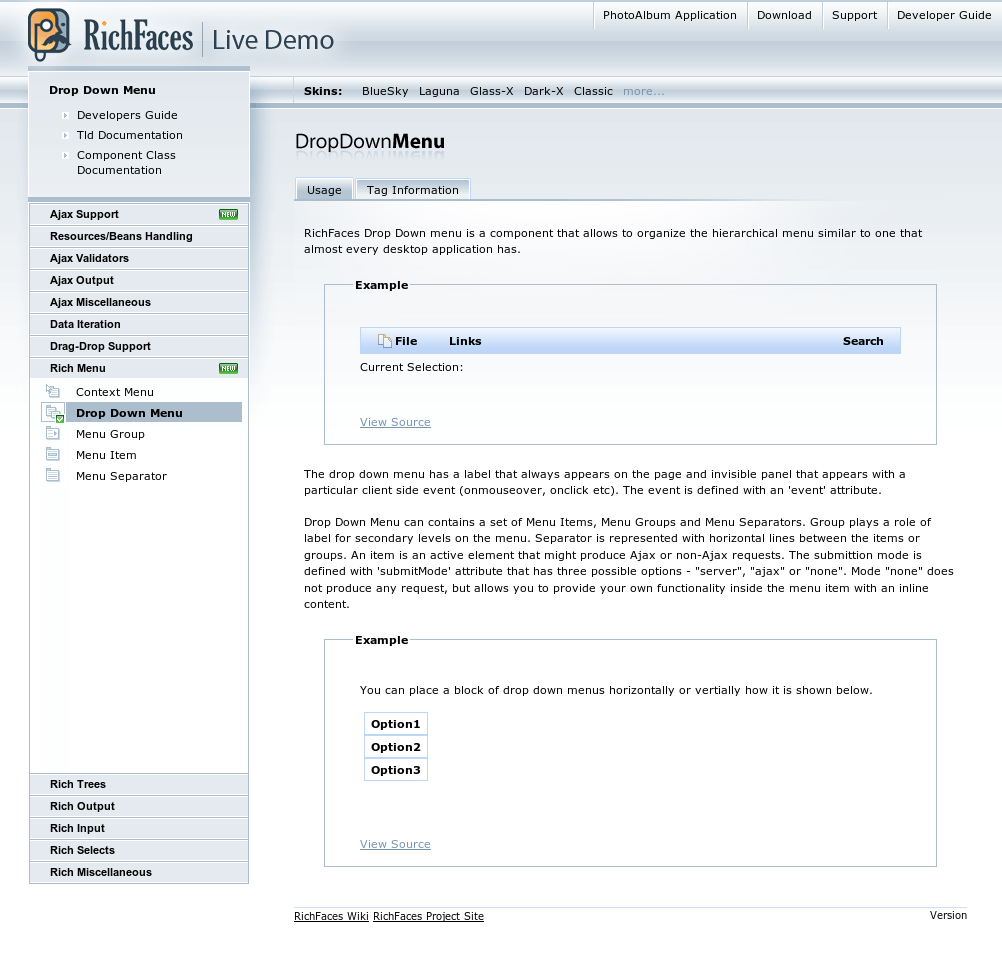 RichFaces Live Demo
PhotoAlbum Application Download Support Developer Guide
Skins: BlueSky Laguna Glass-X Dark-X Classic more...
Drop Down Menu
Developers Guide
Tld Documentation
Component Class
Documentation
Ajax Support NEW
Resources/Beans Handling
Ajax Validators
Ajax Output
Ajax Miscellaneous
Data Iteration
Drag-Drop Support
Rich Menu NEW
Context Menu
Drop Down Menu
Menu Group
Menu Item
Menu Separator
Rich Trees
Rich Output
Rich Input
Rich Selects
Rich Miscellaneous
DropDownMenu
Usage Tag Information
RichFaces Drop Down menu is a component that allows to organize the hierarchical menu similar to one that
almost every desktop application has.
Example
File Links Search
Current Selection:
View Source
The drop down menu has a label that always appears on the page and invisible panel that appears with a
particular client side event (onmouseover, onclick etc). The event is defined with an 'event' attribute.
Drop Down Menu can contains a set of Menu Items, Menu Groups and Menu Separators. Group plays a role of
label for secondary levels on the menu. Separator is represented with horizontal lines between the items or
groups. An item is an active element that might produce Ajax or non-Ajax requests. The submittion mode is
defined with 'submitMode' attribute that has three possible options - "server", "ajax" or "none". Mode "none" does
not produce any request, but allows you to provide your own functionality inside the menu item with an inline
content.
Example
You can place a block of drop down menus horizontally or vertially how it is shown below.
Option1
Option2
Option3
View Source
RichFaces Wiki RichFaces Project Site Version